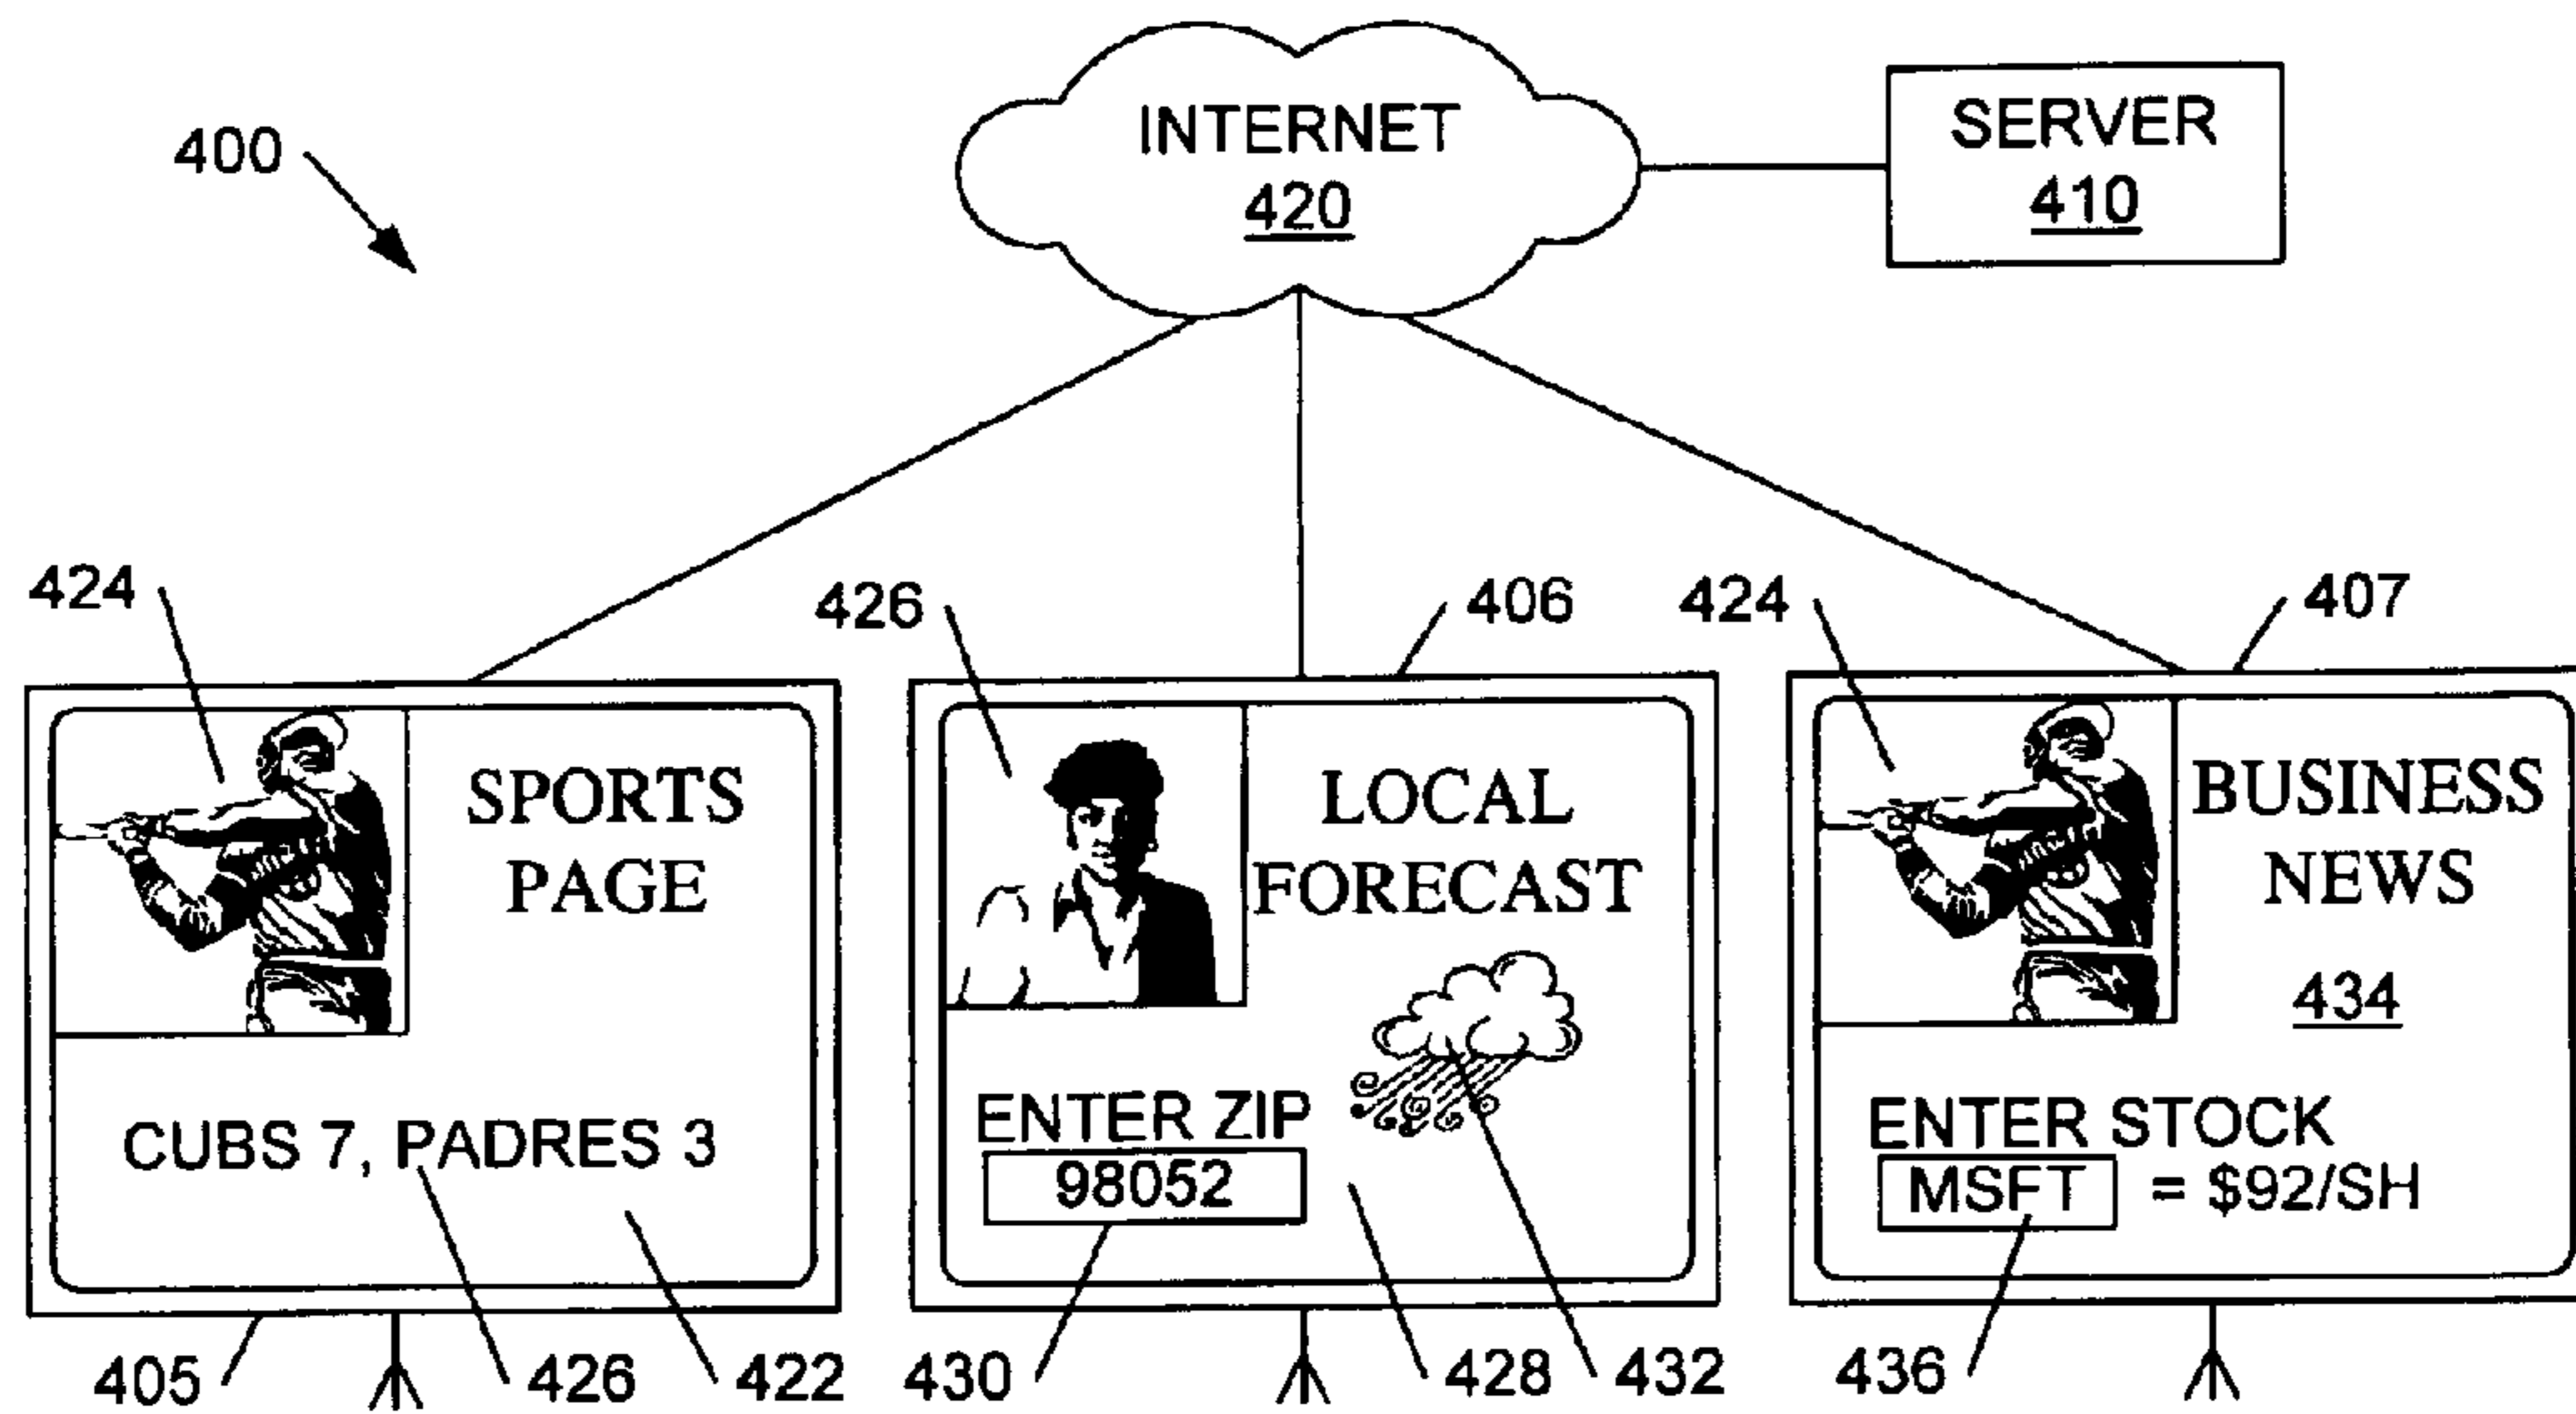 400
INTERNET
420
SERVER
410
424
426
406
424
407
SPORTS
PAGE
CUBS 7, PADRES 3
LOCAL
FORECAST
ENTER ZIP
98052
BUSINESS
NEWS
434
ENTER STOCK
MSFT = $92/SH
405
426
422
430
428
432
436